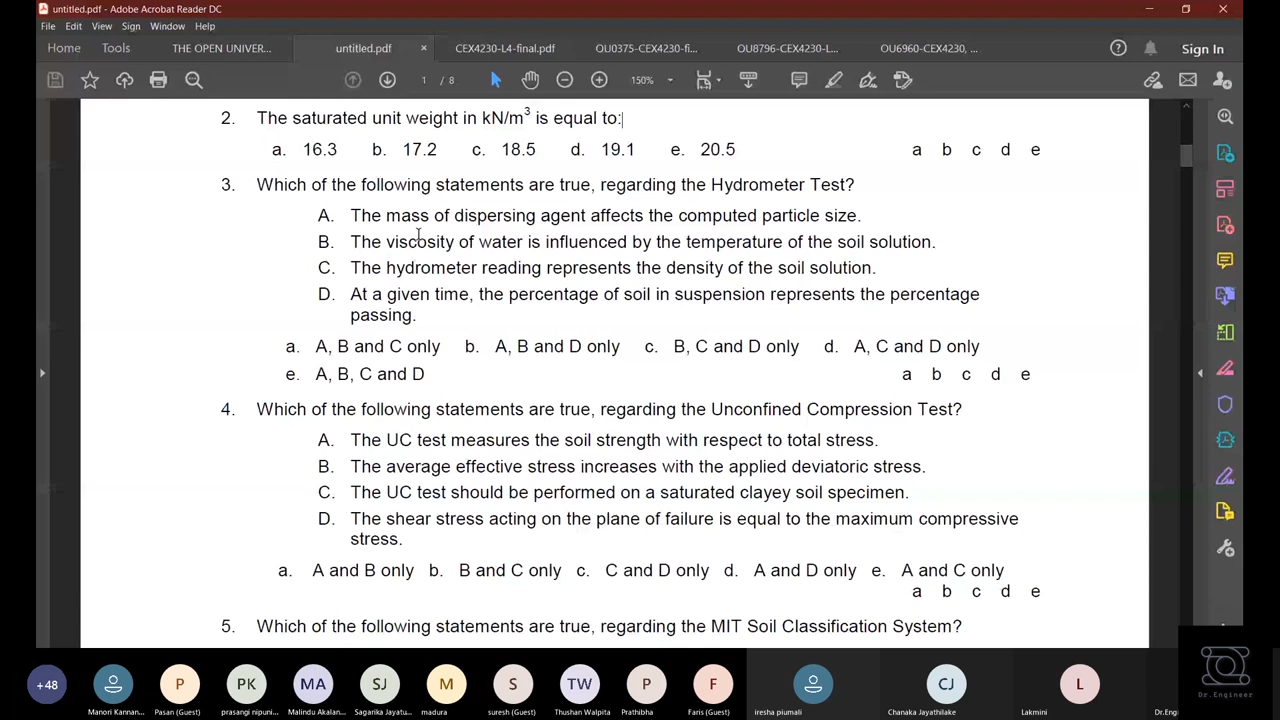 untitled.pdf - Adobe Acrobat Reader DC
File Edit View Sign Window Help
Home Tools THE OPEN UNIVER... untitled.pdf × CEX4230-L4-final.pdf QU0375-CEX4230-fi... OU8796-CEX4230-L... OU6960-CEX4230, ... Sign In
1 / 8 150%
2. The saturated unit weight in kN/m³ is equal to:
a. 16.3 b. 17.2 c. 18.5 d. 19.1 e. 20.5 a b c d e
3. Which of the following statements are true, regarding the Hydrometer Test?
A. The mass of dispersing agent affects the computed particle size.
B. The viscosity of water is influenced by the temperature of the soil solution.
C. The hydrometer reading represents the density of the soil solution.
D. At a given time, the percentage of soil in suspension represents the percentage
passing.
a. A, B and C only b. A, B and D only c. B, C and D only d. A, C and D only
e. A, B, C and D a b c d e
4. Which of the following statements are true, regarding the Unconfined Compression Test?
A. The UC test measures the soil strength with respect to total stress.
B. The average effective stress increases with the applied deviatoric stress.
C. The UC test should be performed on a saturated clayey soil specimen.
D. The shear stress acting on the plane of failure is equal to the maximum compressive
stress.
a. A and B only b. B and C only c. C and D only d. A and D only e. A and C only
a b c d e
5. Which of the following statements are true, regarding the MIT Soil Classification System?
+48 P PK MA SJ M S TW P F CJ L
Manori Kannan... Pasan (Guest) prasangi nipuni... Malindu Akalan... Sagarika Jayatu... madura suresh (Guest) Thushan Walpita Prathibha Faris (Guest) iresha piumali Chanaka Jayathilake Lakmini Dr.Eng
Dr.Engineer